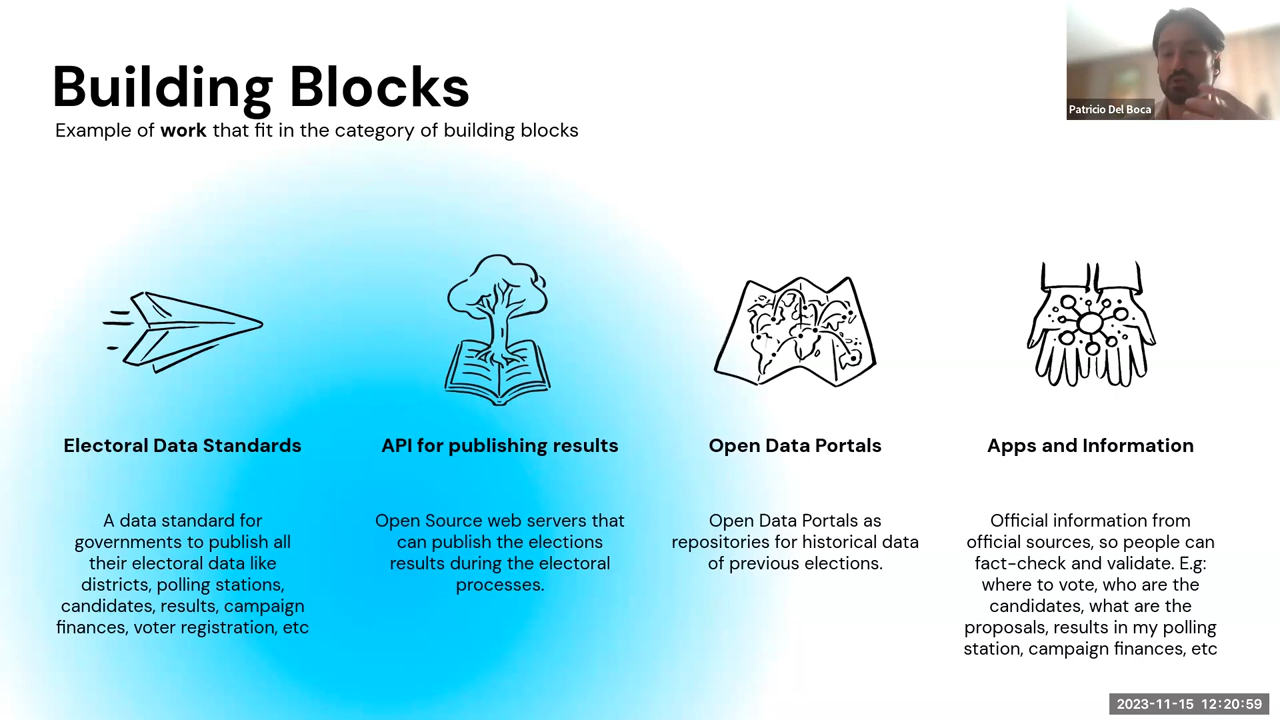 Building Blocks
Example of work that fit in the category of building blocks
Patricio Del Boca
Electoral Data Standards
A data standard for
governments to publish all
their electoral data like
districts, polling stations,
candidates, results, campaign
finances, voter registration, etc
API for publishing results
Open Source web servers that
can publish the elections
results during the electoral
processes.
Open Data Portals
Open Data Portals as
repositories for historical data
of previous elections.
Apps and Information
Official information from
official sources, so people can
fact-check and validate. E.g:
where to vote, who are the
candidates, what are the
proposals, results in my polling
station, campaign finances, etc
2023-11-15 12:20:59